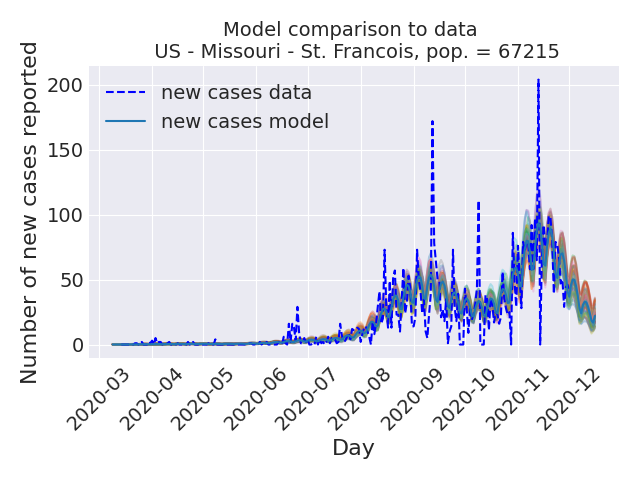 Model comparison to data
US - Missouri - St. Francois, pop. = 67215
Number of new cases reported
200
150
100
50
0
new cases data
new cases model
2020-03
2020-04
2020-05
2020-06
2020-07
2020-08
2020-09
2020-10
2020-11
2020-12
Day